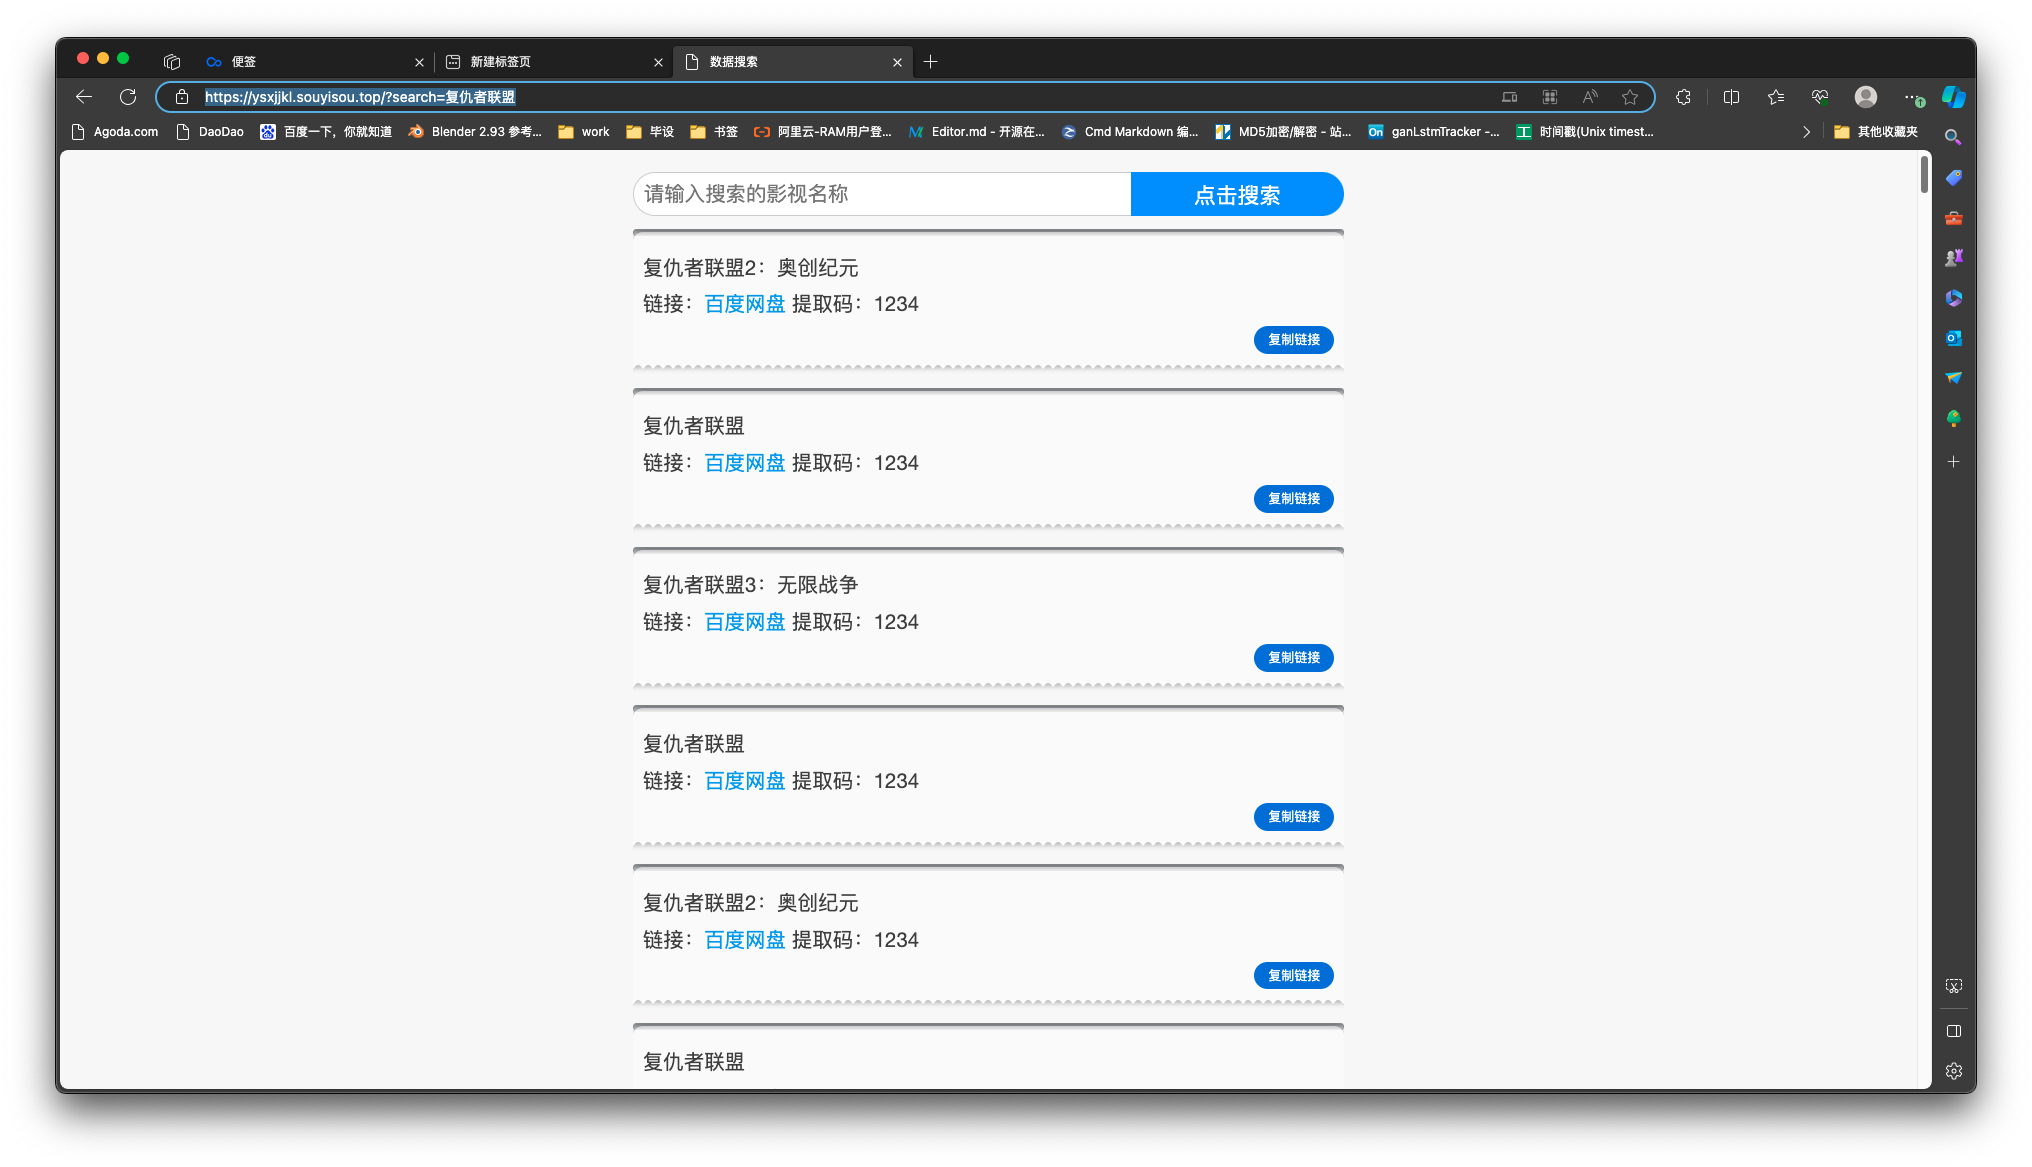 便签
新建标签页
数据搜索
https://ysxjjkl.souyisou.top/?search=复仇者联盟
Agoda.com
DaoDao
百度一下，你就知道
Blender 2.93 参考...
work
毕设
书签
阿里云-RAM用户登...
Editor.md - 开源在...
Cmd Markdown 编...
MD5加密/解密 - 站...
ganLstmTracker -...
时间戳(Unix timest...
其他收藏夹
请输入搜索的影视名称
点击搜索
复仇者联盟2：奥创纪元
链接：百度网盘 提取码：1234
复制链接
复仇者联盟
链接：百度网盘 提取码：1234
复制链接
复仇者联盟3：无限战争
链接：百度网盘 提取码：1234
复制链接
复仇者联盟
链接：百度网盘 提取码：1234
复制链接
复仇者联盟2：奥创纪元
链接：百度网盘 提取码：1234
复制链接
复仇者联盟